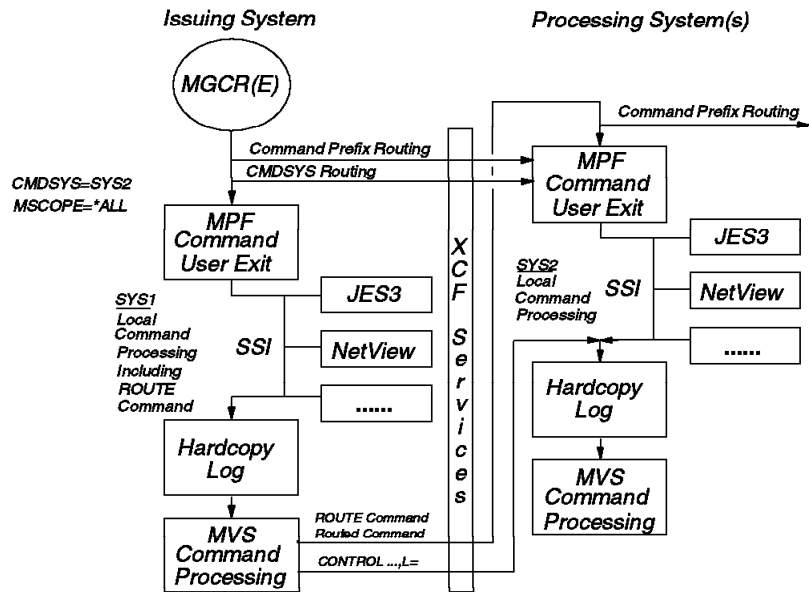 Issuing System
Processing System(s)
MGCR(E)
Command Prefix Routing
Command Prefix Routing
CMDSYS Routing
CMDSYS=SYS2
MSCOPE=*ALL
MPF
Command
User Exit
MPF
Command
User Exit
SYS1
Local
Command
Processing
Including
ROUTE
Command
SSI
JES3
NetView
......
XCF Services
SYS2
Local
Command
Processing
SSI
JES3
NetView
......
Hardcopy
Log
Hardcopy
Log
MVS
Command
Processing
ROUTE Command
Routed Command
CONTROL ...,L=
MVS
Command
Processing